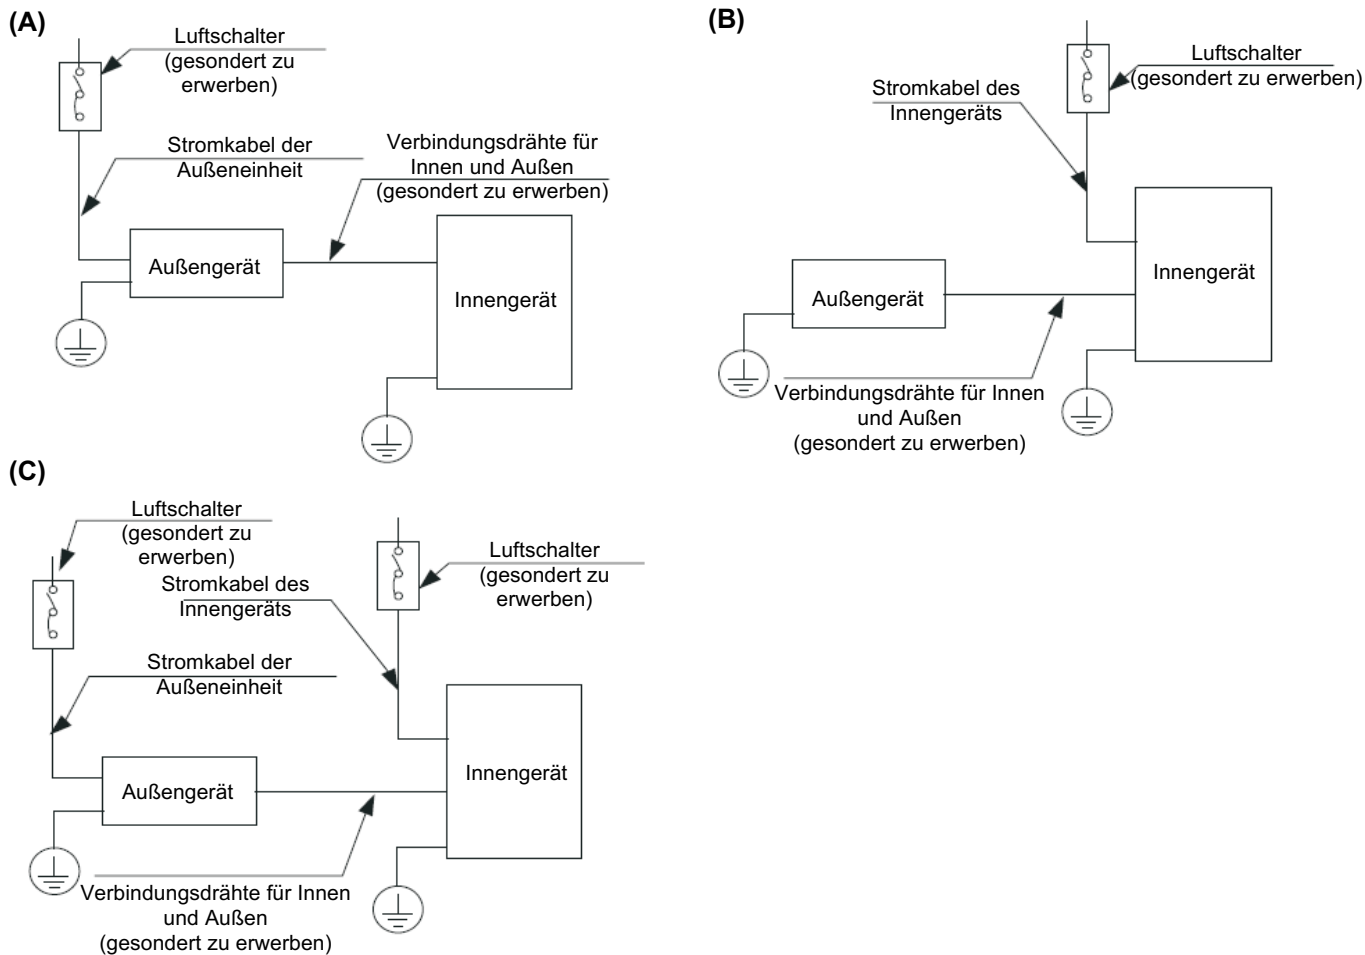 (A)
Luftschalter
(gesondert zu
erwerben)
Stromkabel der
Außeneinheit
Verbindungsdrähte für
Innen und Außen
(gesondert zu erwerben)
Außengerät
Innengerät
(B)
Luftschalter
(gesondert zu erwerben)
Stromkabel des
Innengeräts
Innengerät
Außengerät
Verbindungsdrähte für Innen
und Außen
(gesondert zu erwerben)
(C)
Luftschalter
(gesondert zu
erwerben)
Stromkabel des
Innengeräts
Luftschalter
(gesondert zu
erwerben)
Stromkabel der
Außeneinheit
Außengerät
Innengerät
Verbindungsdrähte für Innen
und Außen
(gesondert zu erwerben)